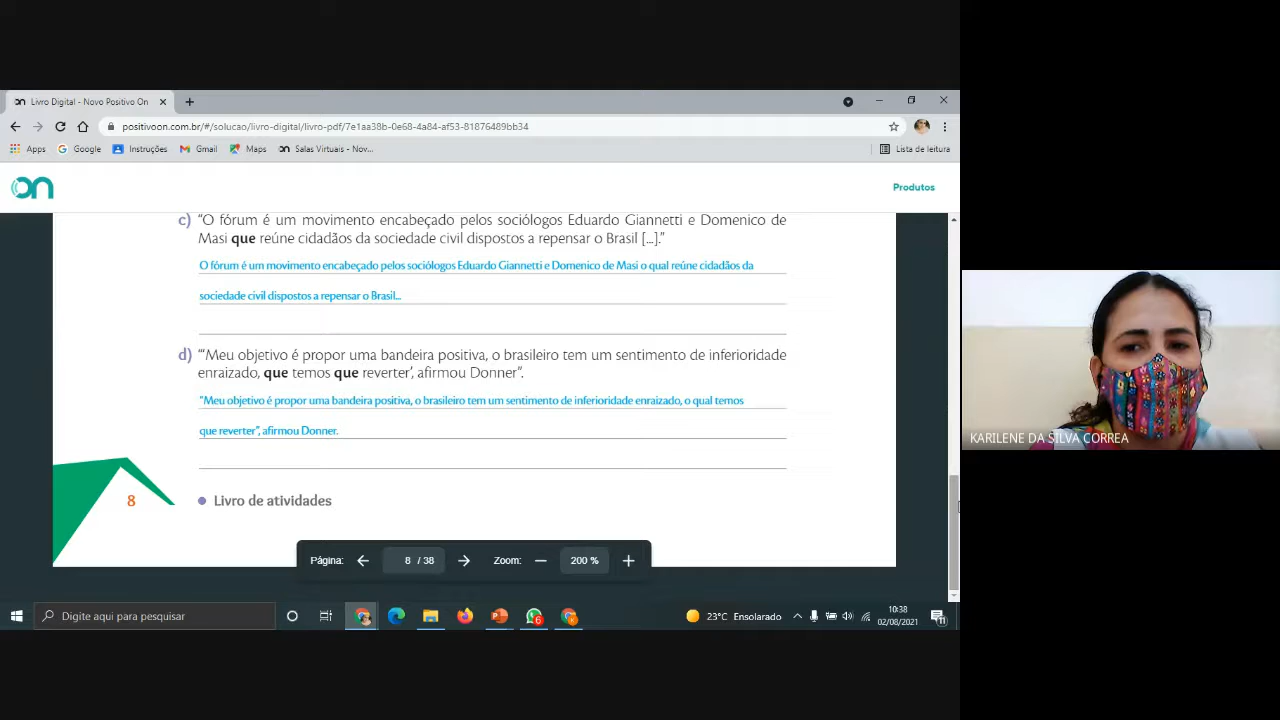 Livro Digital - Novo Positivo On
positivoon.com.br/#/solucao/livro-digital/livro-pdf/7e1aa38b-0e68-4a84-af53-81876489bb34
Apps Google Instruções Gmail Maps Salas Virtuais - Nov... Lista de leitura
on Produtos
c) “O fórum é um movimento encabeçado pelos sociólogos Eduardo Giannetti e Domenico de
Masi que reúne cidadãos da sociedade civil dispostos a repensar o Brasil [...].”
O fórum é um movimento encabeçado pelos sociólogos Eduardo Giannetti e Domenico de Masi o qual reúne cidadãos da
sociedade civil dispostos a repensar o Brasil...
d) “‘Meu objetivo é propor uma bandeira positiva, o brasileiro tem um sentimento de inferioridade
enraizado, que temos que reverter’, afirmou Donner”.
“Meu objetivo é propor uma bandeira positiva, o brasileiro tem um sentimento de inferioridade enraizado, o qual temos
que reverter”, afirmou Donner.
8
Livro de atividades
Página: 8 / 38 Zoom: 200 %
Digite aqui para pesquisar
6
23°C Ensolarado
10:38
02/08/2021
11
KARILENE DA SILVA CORREA